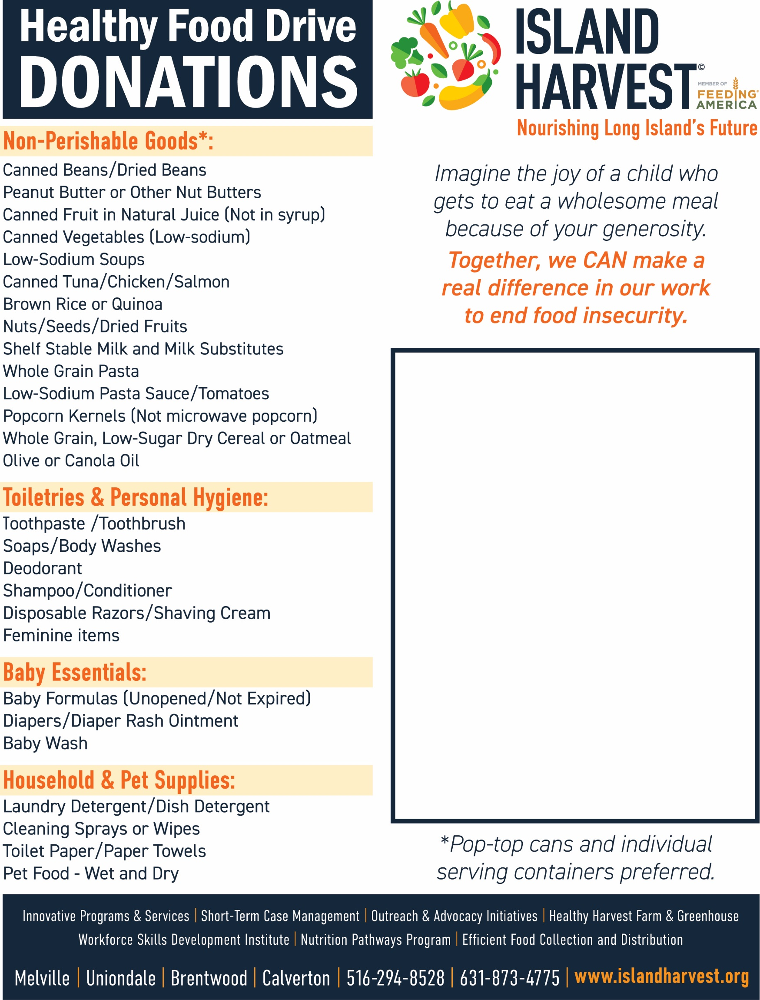 Healthy Food Drive
DONATIONS
Non-Perishable Goods*:
Canned Beans/Dried Beans
Peanut Butter or Other Nut Butters
Canned Fruit in Natural Juice (Not in syrup)
Canned Vegetables (Low-sodium)
Low-Sodium Soups
Canned Tuna/Chicken/Salmon
Brown Rice or Quinoa
Nuts/Seeds/Dried Fruits
Shelf Stable Milk and Milk Substitutes
Whole Grain Pasta
Low-Sodium Pasta Sauce/Tomatoes
Popcorn Kernels (Not microwave popcorn)
Whole Grain, Low-Sugar Dry Cereal or Oatmeal
Olive or Canola Oil
Toiletries & Personal Hygiene:
Toothpaste /Toothbrush
Soaps/Body Washes
Deodorant
Shampoo/Conditioner
Disposable Razors/Shaving Cream
Feminine items
Baby Essentials:
Baby Formulas (Unopened/Not Expired)
Diapers/Diaper Rash Ointment
Baby Wash
Household & Pet Supplies:
Laundry Detergent/Dish Detergent
Cleaning Sprays or Wipes
Toilet Paper/Paper Towels
Pet Food - Wet and Dry
ISLAND
HARVEST©
MEMBER OF
FEEDING®
AMERICA
Nourishing Long Island's Future
Imagine the joy of a child who
gets to eat a wholesome meal
because of your generosity.
Together, we CAN make a
real difference in our work
to end food insecurity.
*Pop-top cans and individual
serving containers preferred.
Innovative Programs & Services | Short-Term Case Management | Outreach & Advocacy Initiatives | Healthy Harvest Farm & Greenhouse
Workforce Skills Development Institute | Nutrition Pathways Program | Efficient Food Collection and Distribution
Melville | Uniondale | Brentwood | Calverton | 516-294-8528 | 631-873-4775 | www.islandharvest.org